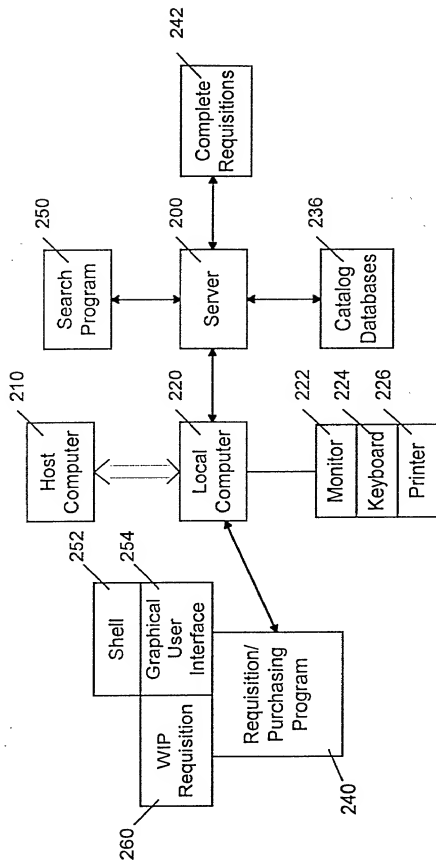 242
250
Complete
Requisitions
Search
Program
200
210
Server
236
Host
Computer
220
Catalog
Databases
252
Local
Computer
222
224
226
254
Monitor
Keyboard
Printer
Shell
Graphical
User
Interface
WIP
Requisition
Requisition/
Purchasing
Program
260
240